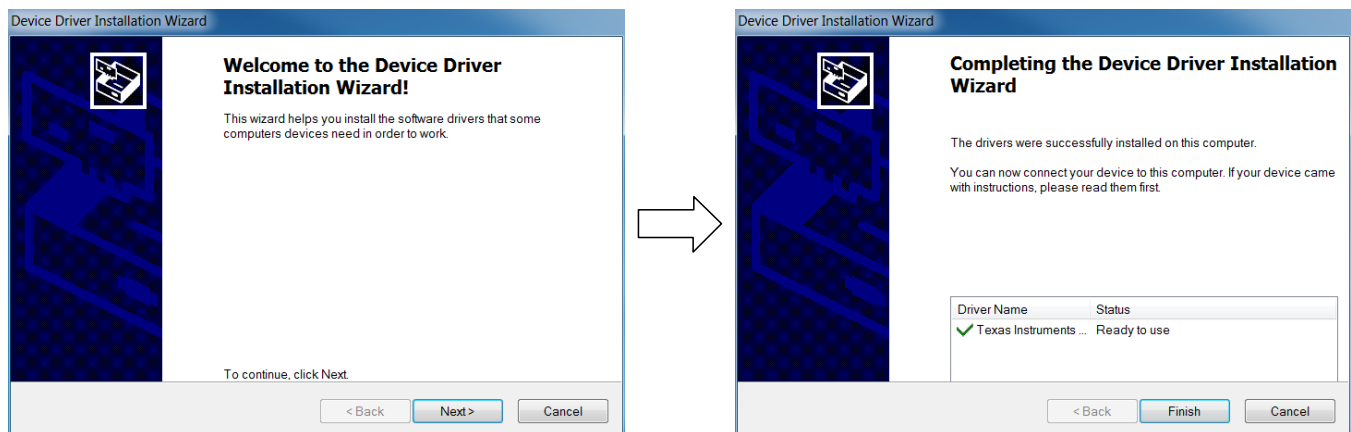 Device Driver Installation Wizard
Welcome to the Device Driver
Installation Wizard!
This wizard helps you install the software drivers that some
computers devices need in order to work.
To continue, click Next.
< Back
Next >
Cancel
Device Driver Installation Wizard
Completing the Device Driver Installation
Wizard
The drivers were successfully installed on this computer.
You can now connect your device to this computer. If your device came
with instructions, please read them first.
Driver Name Status
Texas Instruments ... Ready to use
< Back
Finish
Cancel